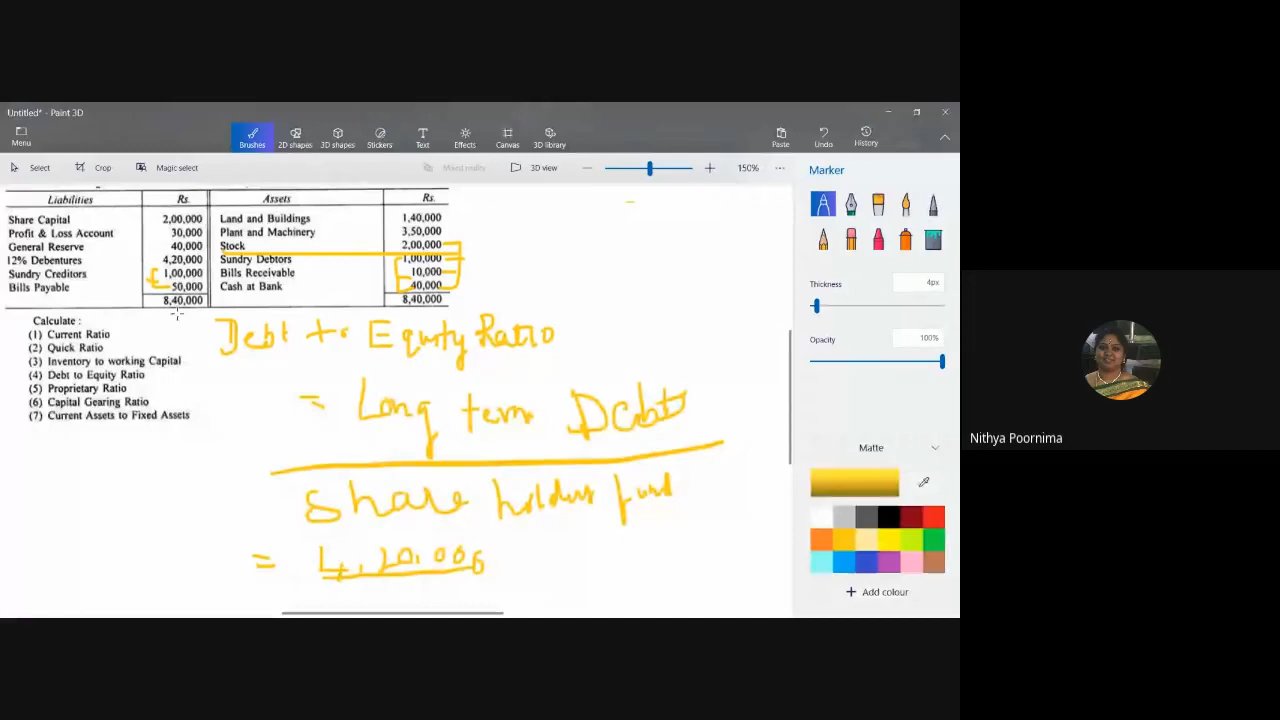 Untitled* - Paint 3D
Menu
Brushes 2D shapes 3D shapes Stickers Text Effects Canvas 3D library Paste Undo History
Select Crop Magic select Mixed reality 3D view 150%
Marker
Liabilities Rs. Assets Rs.
Share Capital 2,00,000 Land and Buildings 1,40,000
Profit & Loss Account 30,000 Plant and Machinery 3,50,000
General Reserve 40,000 Stock 2,00,000
12% Debentures 4,20,000 Sundry Debtors 1,00,000
Sundry Creditors 1,00,000 Bills Receivable 10,000
Bills Payable 50,000 Cash at Bank 40,000
8,40,000 8,40,000
Calculate :
(1) Current Ratio
(2) Quick Ratio
(3) Inventory to working Capital
(4) Debt to Equity Ratio
(5) Proprietary Ratio
(6) Capital Gearing Ratio
(7) Current Assets to Fixed Assets
Debt to Equity Ratio
= Long term Debt
Share holders fund
= 4,20,000
Thickness 4px
Opacity 100%
Matte
Add colour
Nithya Poornima